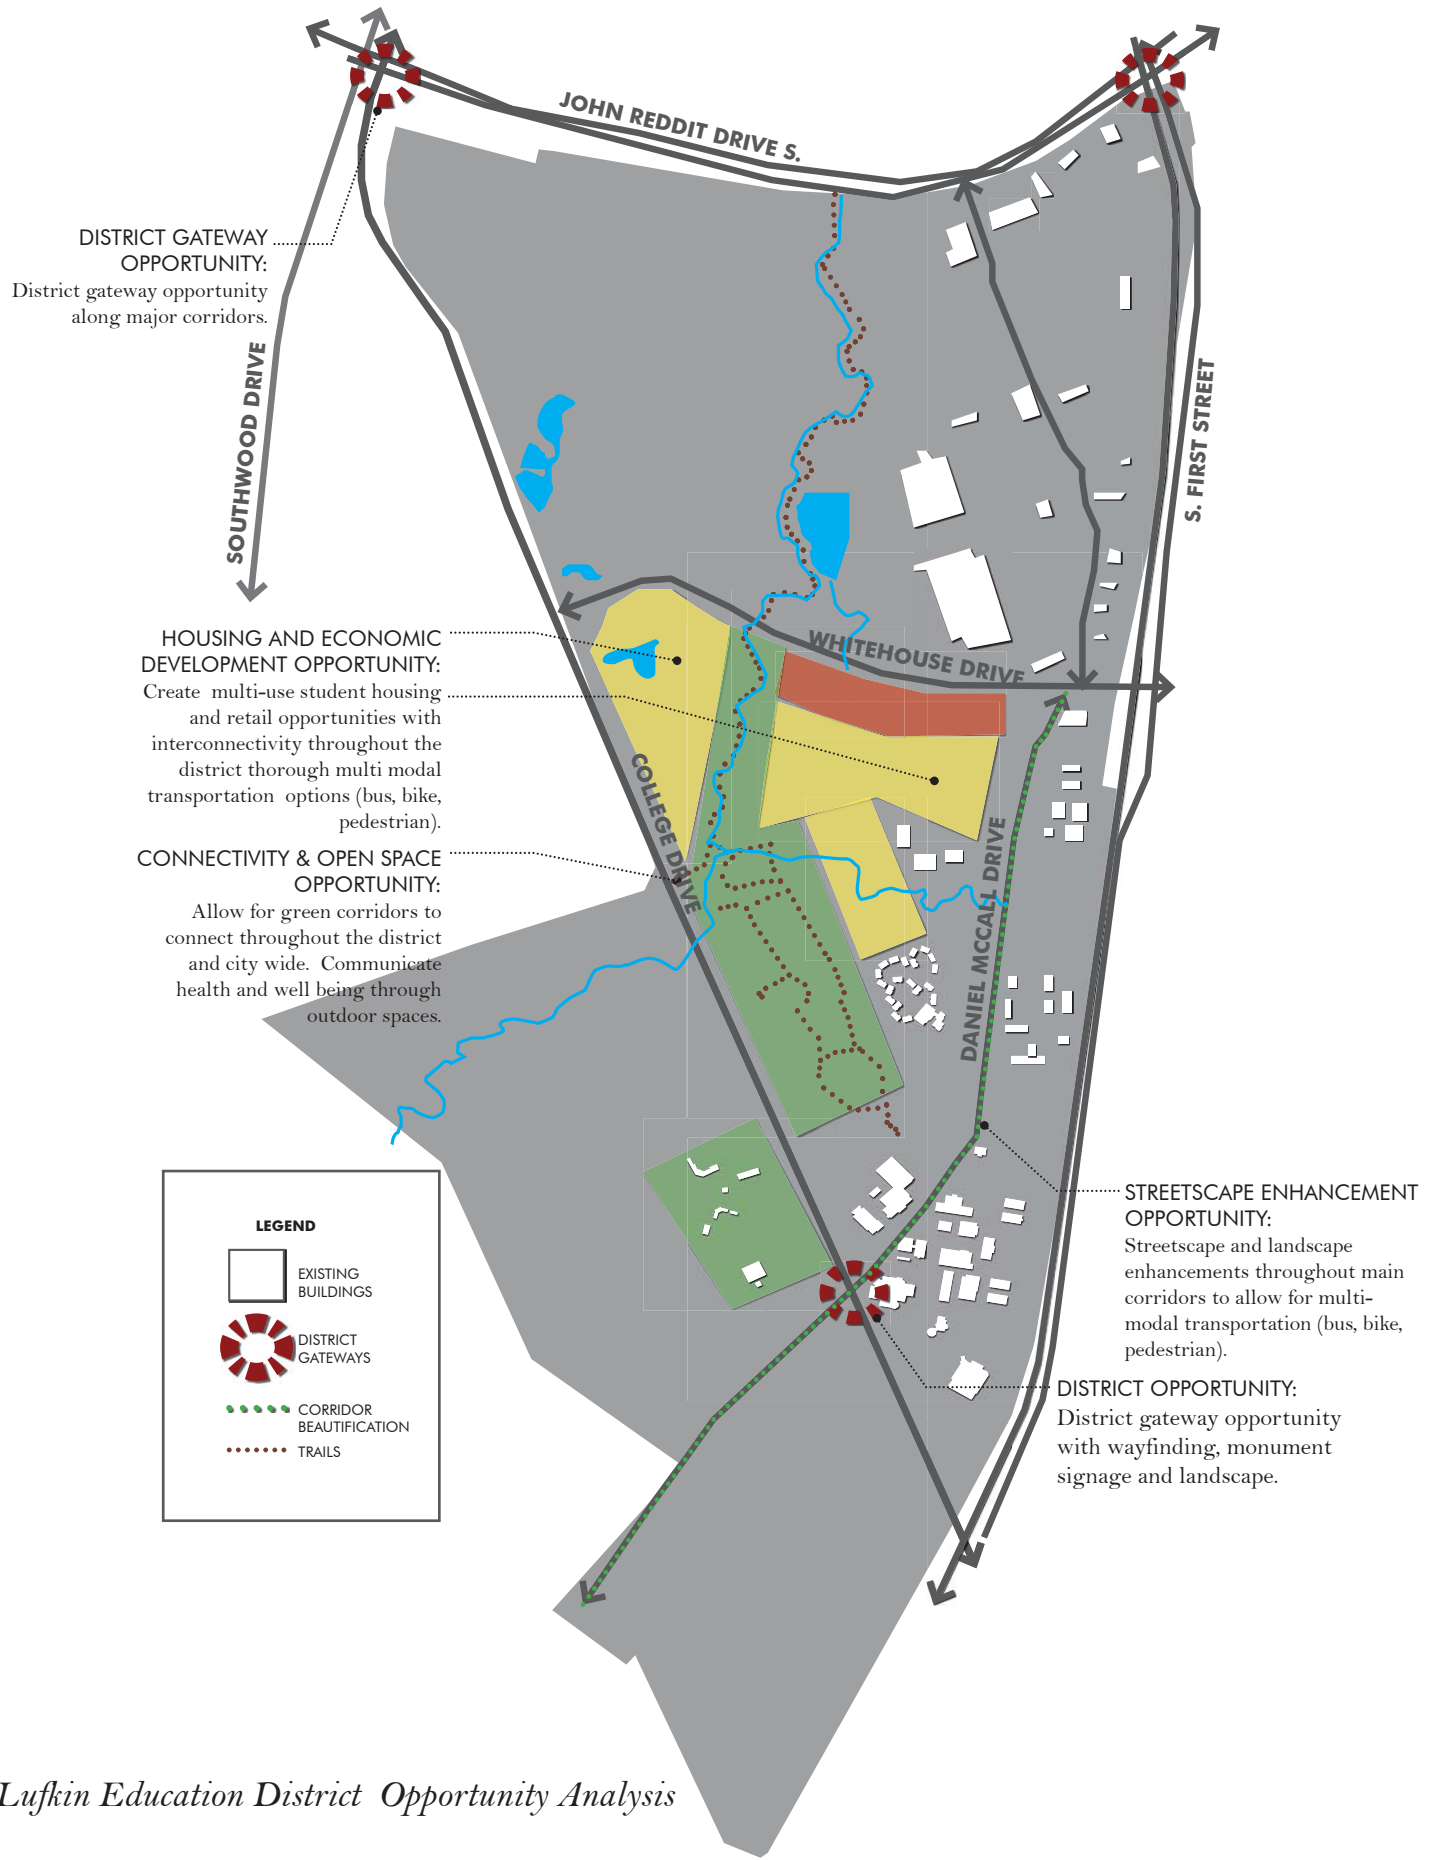 JOHN REDDIT DRIVE S.
DISTRICT GATEWAY
OPPORTUNITY:
District gateway opportunity
along major corridors.
SOUTHWOOD DRIVE
S. FIRST STREET
HOUSING AND ECONOMIC
DEVELOPMENT OPPORTUNITY:
Create multi-use student housing
and retail opportunities with
interconnectivity throughout the
district thorough multi modal
transportation options (bus, bike,
pedestrian).
WHITEHOUSE DRIVE
COLLEGE DRIVE
DANIEL MCCALL DRIVE
CONNECTIVITY & OPEN SPACE
OPPORTUNITY:
Allow for green corridors to
connect throughout the district
and city wide. Communicate
health and well being through
outdoor spaces.
STREETSCAPE ENHANCEMENT
OPPORTUNITY:
Streetscape and landscape
enhancements throughout main
corridors to allow for multi-
modal transportation (bus, bike,
pedestrian).
DISTRICT OPPORTUNITY:
District gateway opportunity
with wayfinding, monument
signage and landscape.
LEGEND
EXISTING
BUILDINGS
DISTRICT
GATEWAYS
CORRIDOR
BEAUTIFICATION
TRAILS
Lufkin Education District Opportunity Analysis